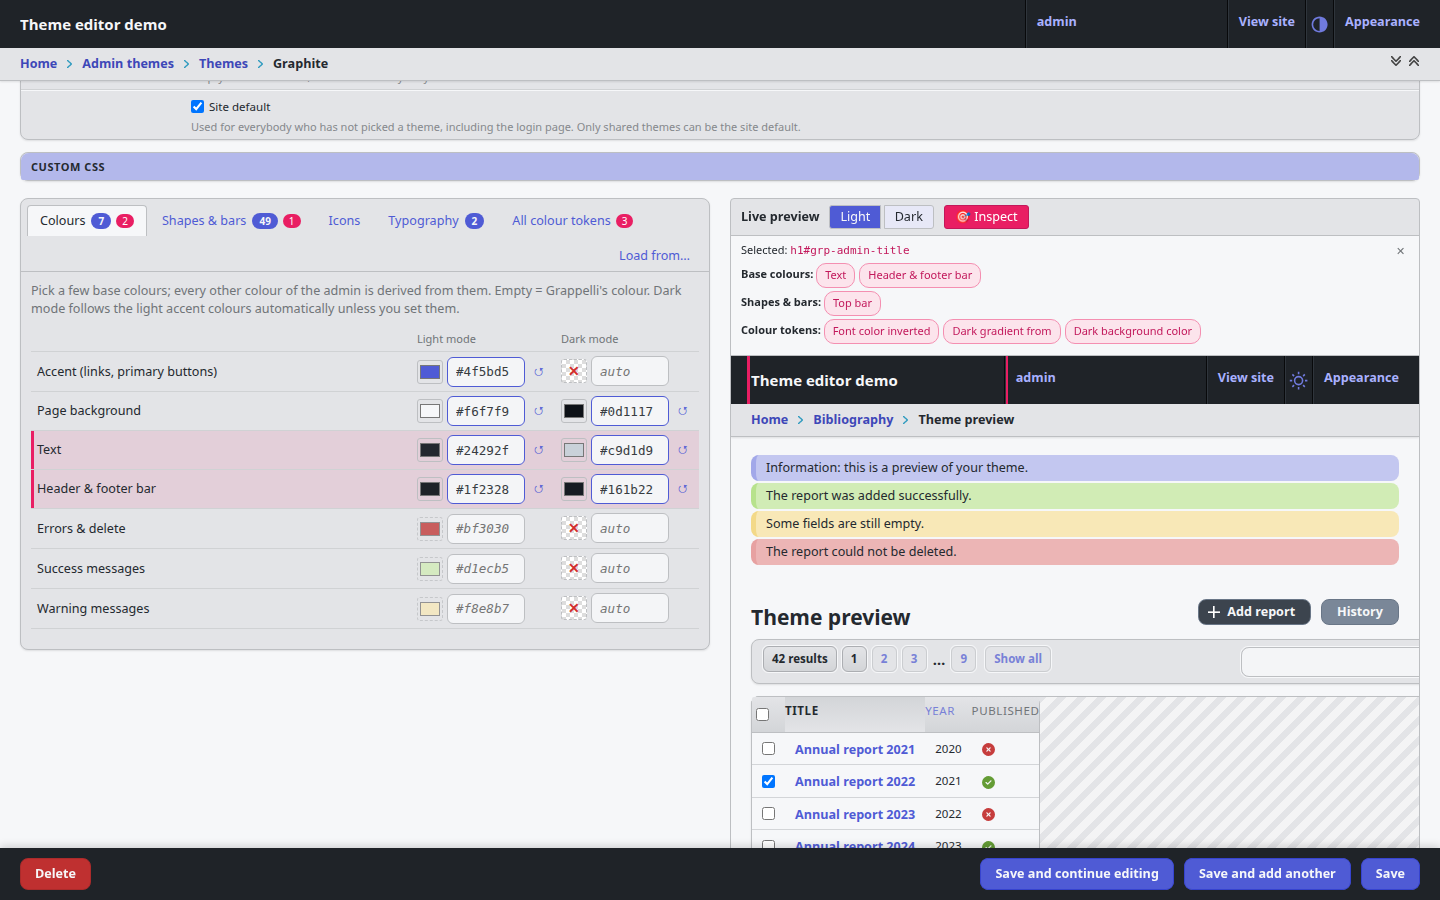 Theme editor demo
admin
View site
Appearance
Home > Admin themes > Themes > Graphite
Site default
Used for everybody who has not picked a theme, including the login page. Only shared themes can be the site default.
CUSTOM CSS
Colours 7 2
Shapes & bars 49 1
Icons
Typography 2
All colour tokens 3
Load from...
Pick a few base colours; every other colour of the admin is derived from them. Empty = Grappelli's colour. Dark
mode follows the light accent colours automatically unless you set them.
Light mode Dark mode
Accent (links, primary buttons) #4f5bd5 auto
Page background #f6f7f9 #0d1117
Text #24292f #c9d1d9
Header & footer bar #1f2328 #161b22
Errors & delete #bf3030 auto
Success messages #d1ecb5 auto
Warning messages #f8e8b7 auto
Live preview Light Dark Inspect
Selected: h1#grp-admin-title ×
Base colours: Text Header & footer bar
Shapes & bars: Top bar
Colour tokens: Font color inverted Dark gradient from Dark background color
Theme editor demo
admin
View site
Appearance
Home > Bibliography > Theme preview
Information: this is a preview of your theme.
The report was added successfully.
Some fields are still empty.
The report could not be deleted.
Theme preview
+ Add report
History
42 results 1 2 3 ... 9 Show all
TITLE YEAR PUBLISHED
Annual report 2021 2020
Annual report 2022 2021
Annual report 2023 2022
Annual report 2024 2023
Delete
Save and continue editing
Save and add another
Save